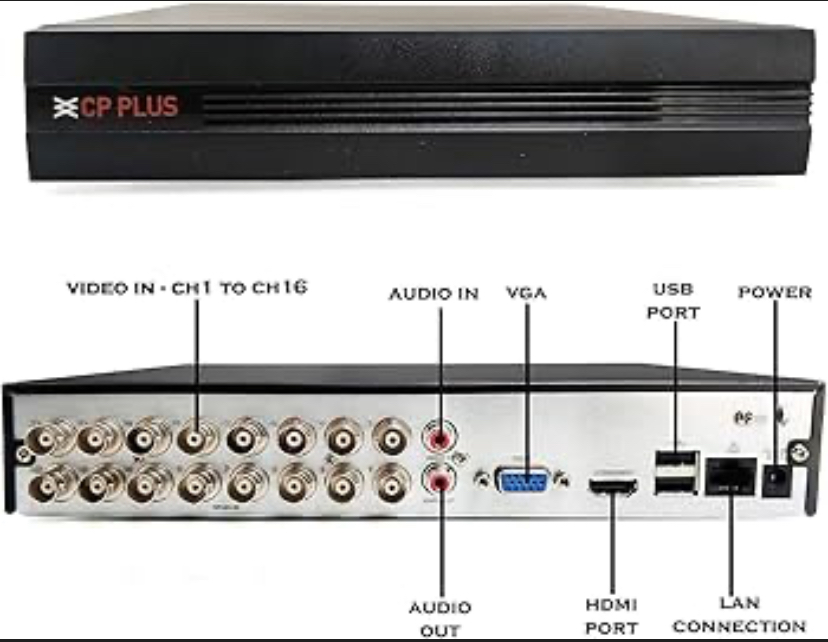 CP PLUS
VIDEO IN - CH1 TO CH16
AUDIO IN
VGA
USB
PORT
POWER
AUDIO
OUT
HDMI
PORT
LAN
CONNECTION